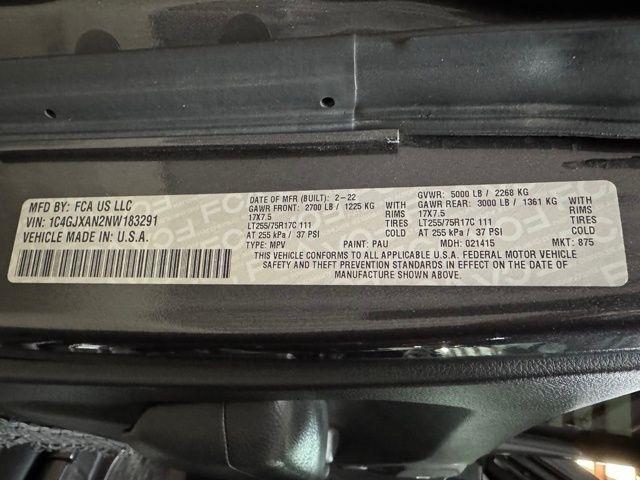 MFD BY: FCA US LLC
VIN: 1C4GJXAN2NW183291
VEHICLE MADE IN: U.S.A.
DATE OF MFR (BUILT): 2-22 GVWR: 5000 LB / 2268 KG
GAWR FRONT: 2700 LB / 1225 KG WITH GAWR REAR: 3000 LB / 1361 KG WITH
17X7.5 RIMS 17X7.5 RIMS
LT255/75R17C 111 TIRES LT255/75R17C 111 TIRES
AT 255 kPa / 37 PSI COLD AT 255 kPa / 37 PSI COLD
TYPE: MPV PAINT: PAU MDH: 021415 MKT: 875
THIS VEHICLE CONFORMS TO ALL APPLICABLE U.S.A. FEDERAL MOTOR VEHICLE
SAFETY AND THEFT PREVENTION STANDARDS IN EFFECT ON THE DATE OF
MANUFACTURE SHOWN ABOVE.